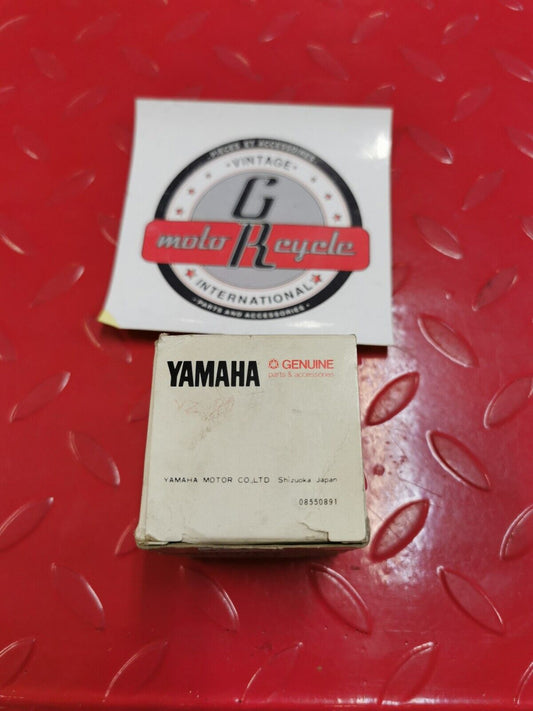 ·PIECES ET ACCESSOIRES·
·VINTAGE·
G
moto R cycle
INTERNATIONAL
·PARTS AND ACCESSORIES·
YAMAHA GENUINE
parts & accessories
YAMAHA MOTOR CO.,LTD Shizuoka Japan
08550891